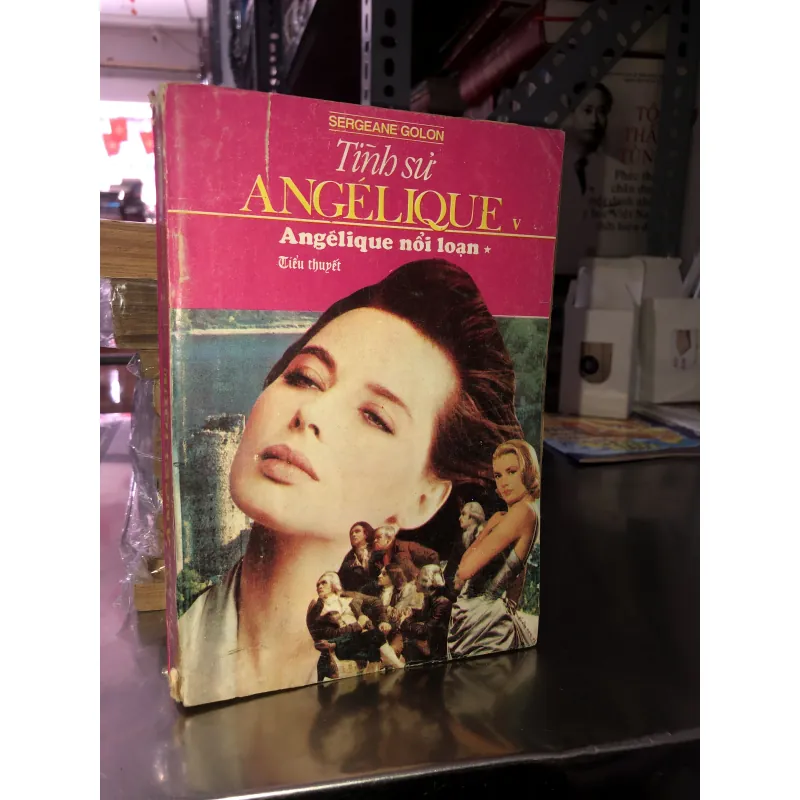 SERGEANE GOLON
Tình sử
ANGÉLIQUE V
Angélique nổi loạn *
Tiểu thuyết